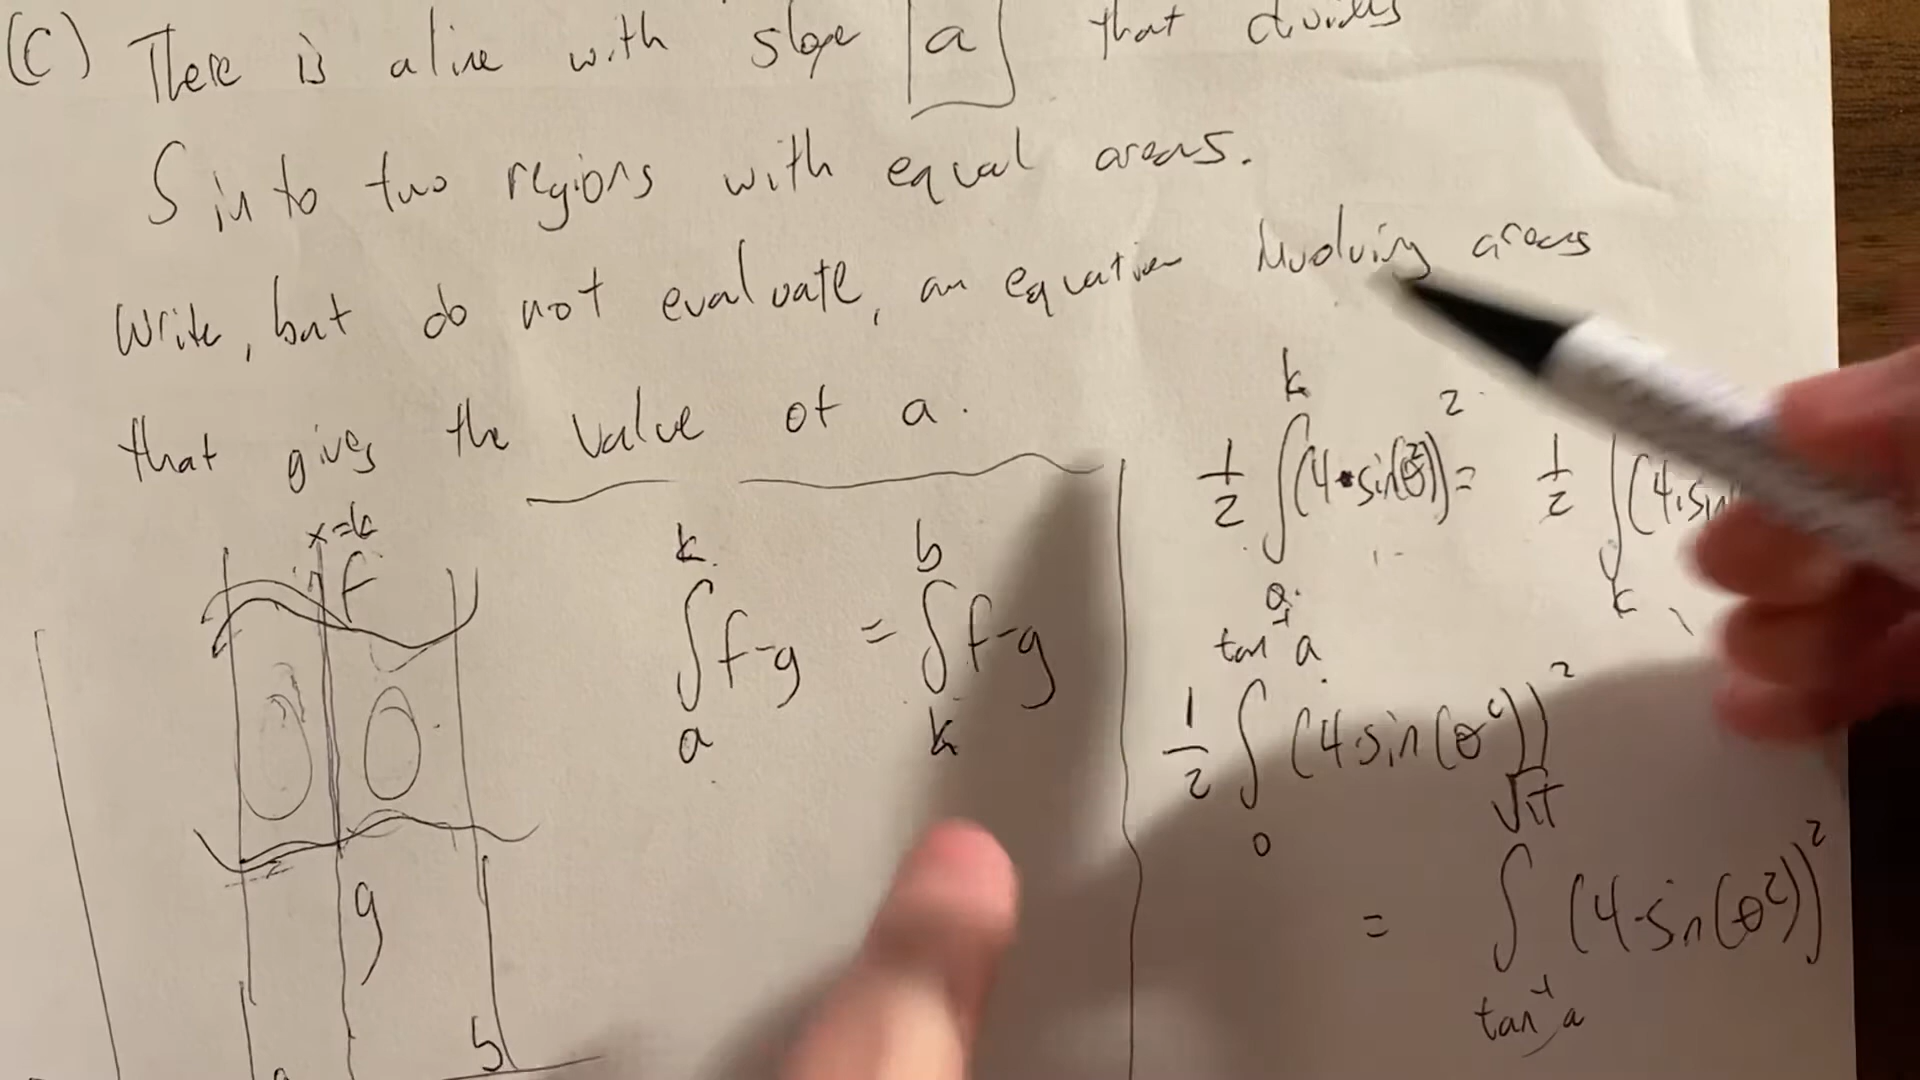 (C) There is a line with slope a that divides
S into two regions with equal areas.
Write, but do not evaluate, an equation involving areas
that gives the value of a.
x=k
f
g
b
k b
∫ f-g = ∫ f-g
a k
k
1/2 ∫ (4·sin(θ²))² = 1/2 ∫ (4·sin
0 k
tan⁻¹ a
1/2 ∫ (4·sin(θ²))²
0
√π
= ∫ (4·sin(θ²))²
tan⁻¹ a